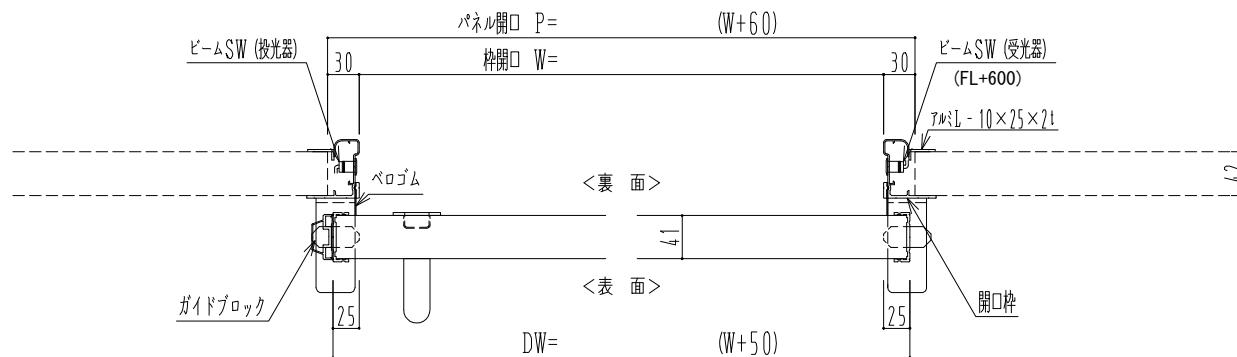 パネル開口 P= (W+60)
ビームSW (投光器)
ビームSW (受光器)
30
枠開口 W=
30
(FL+600)
アルミL - 10×25×2t
ベロゴム
<裏 面>
41
<表 面>
ガイドブロック
開口枠
25
25
DW= (W+50)